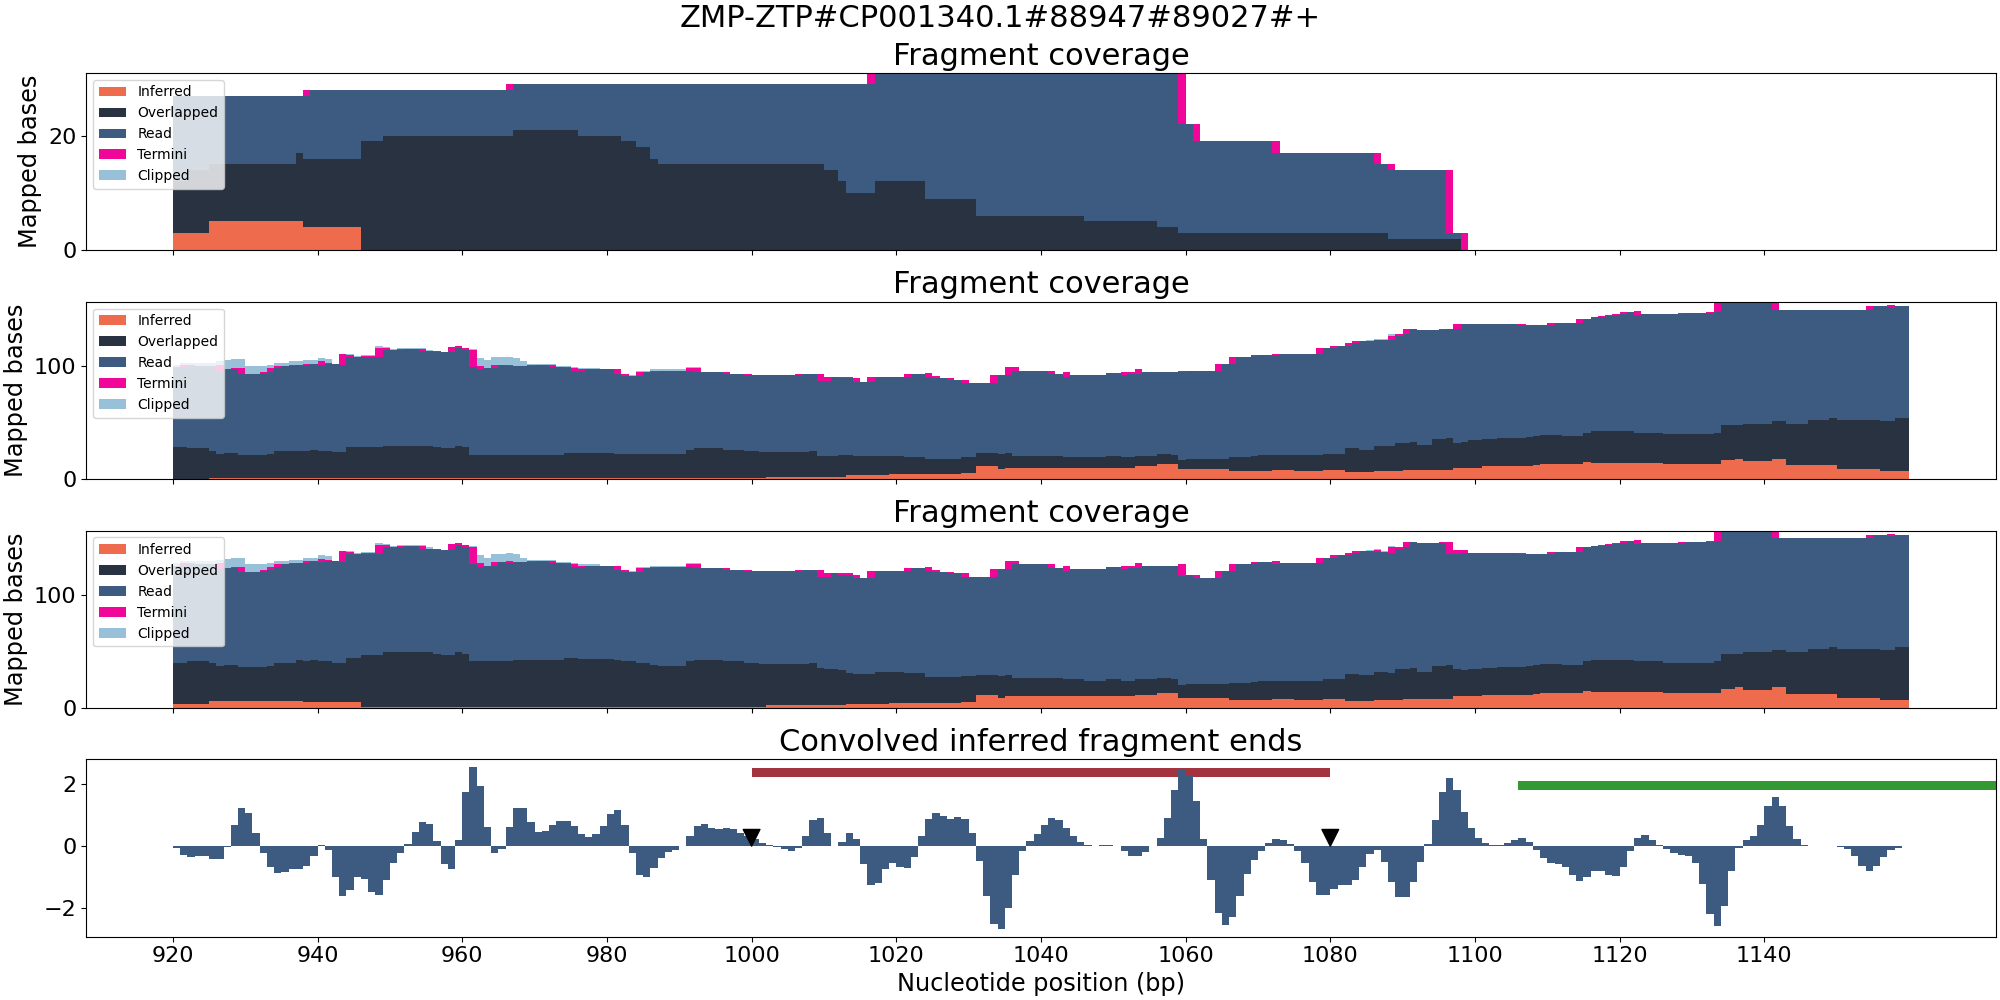 ZMP-ZTP#CP001340.1#88947#89027#+
Fragment coverage
Mapped bases
20
0
Inferred
Overlapped
Read
Termini
Clipped
Fragment coverage
Mapped bases
100
0
Inferred
Overlapped
Read
Termini
Clipped
Fragment coverage
Mapped bases
100
0
Inferred
Overlapped
Read
Termini
Clipped
Convolved inferred fragment ends
2
0
−2
920 940 960 980 1000 1020 1040 1060 1080 1100 1120 1140
Nucleotide position (bp)